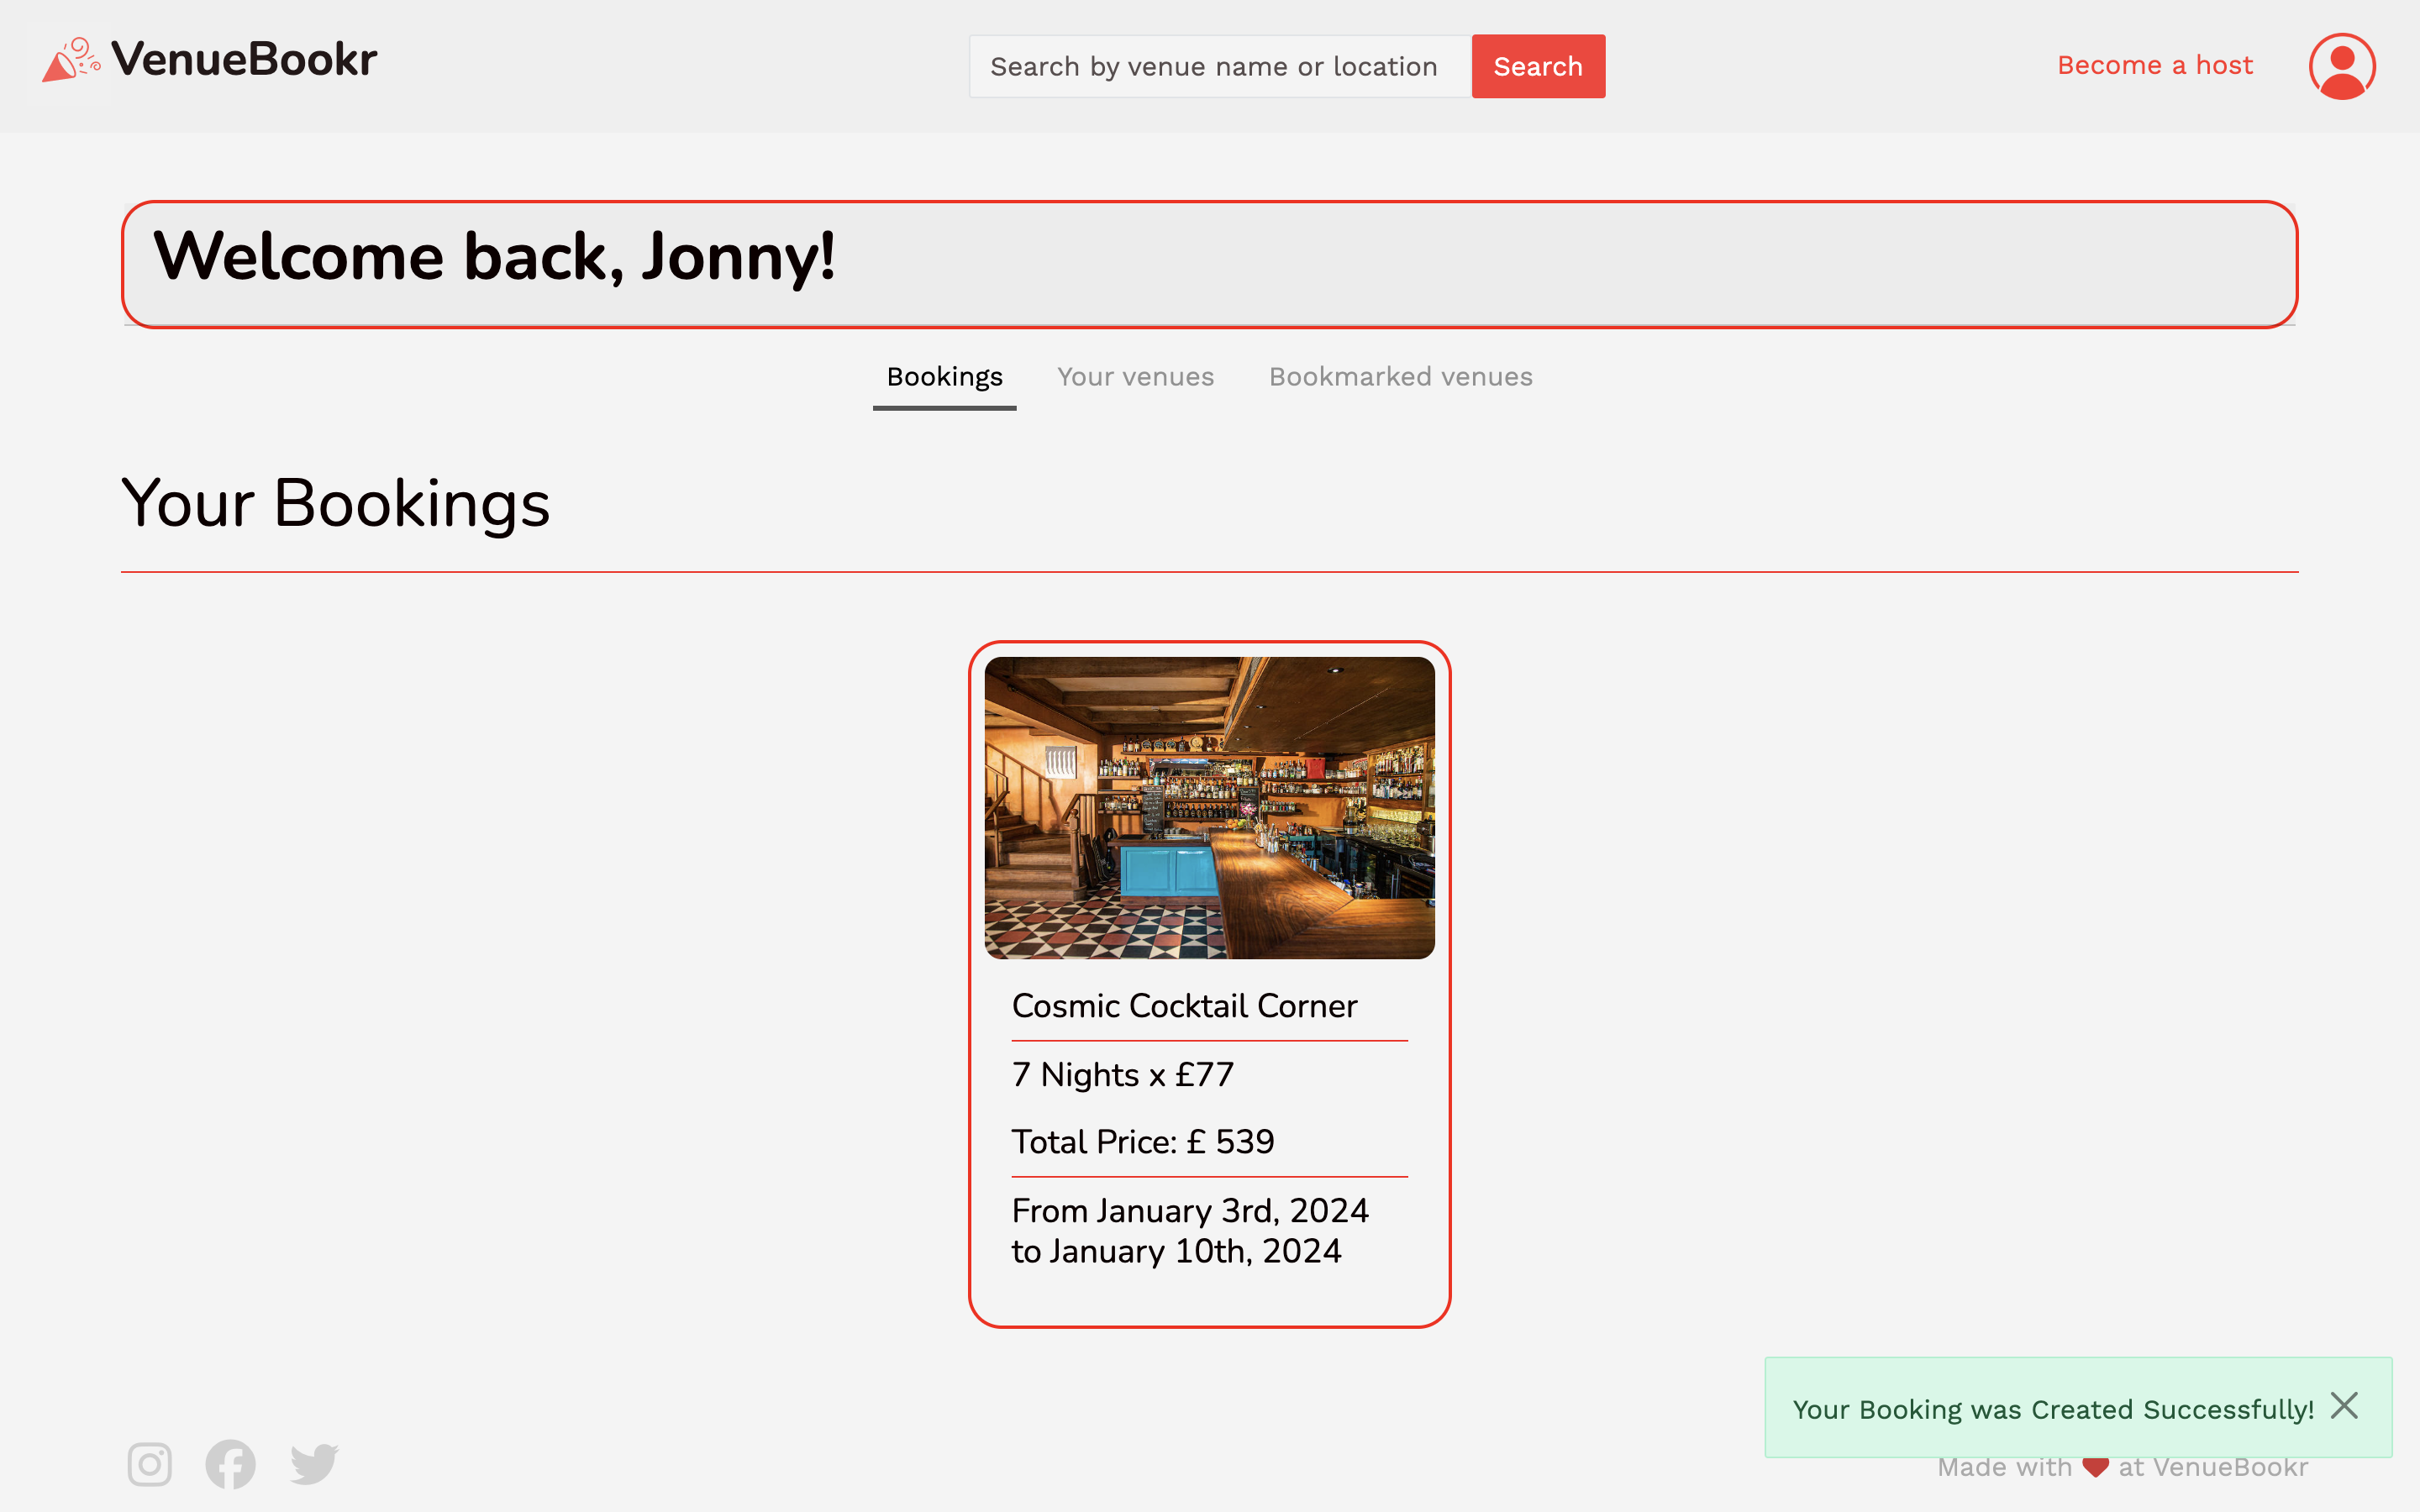 VenueBookr
Search by venue name or location
Search
Become a host
Welcome back, Jonny!
Bookings
Your venues
Bookmarked venues
Your Bookings
Cosmic Cocktail Corner
7 Nights x £77
Total Price: £ 539
From January 3rd, 2024
to January 10th, 2024
Your Booking was Created Successfully!
Made with ❤ at VenueBookr